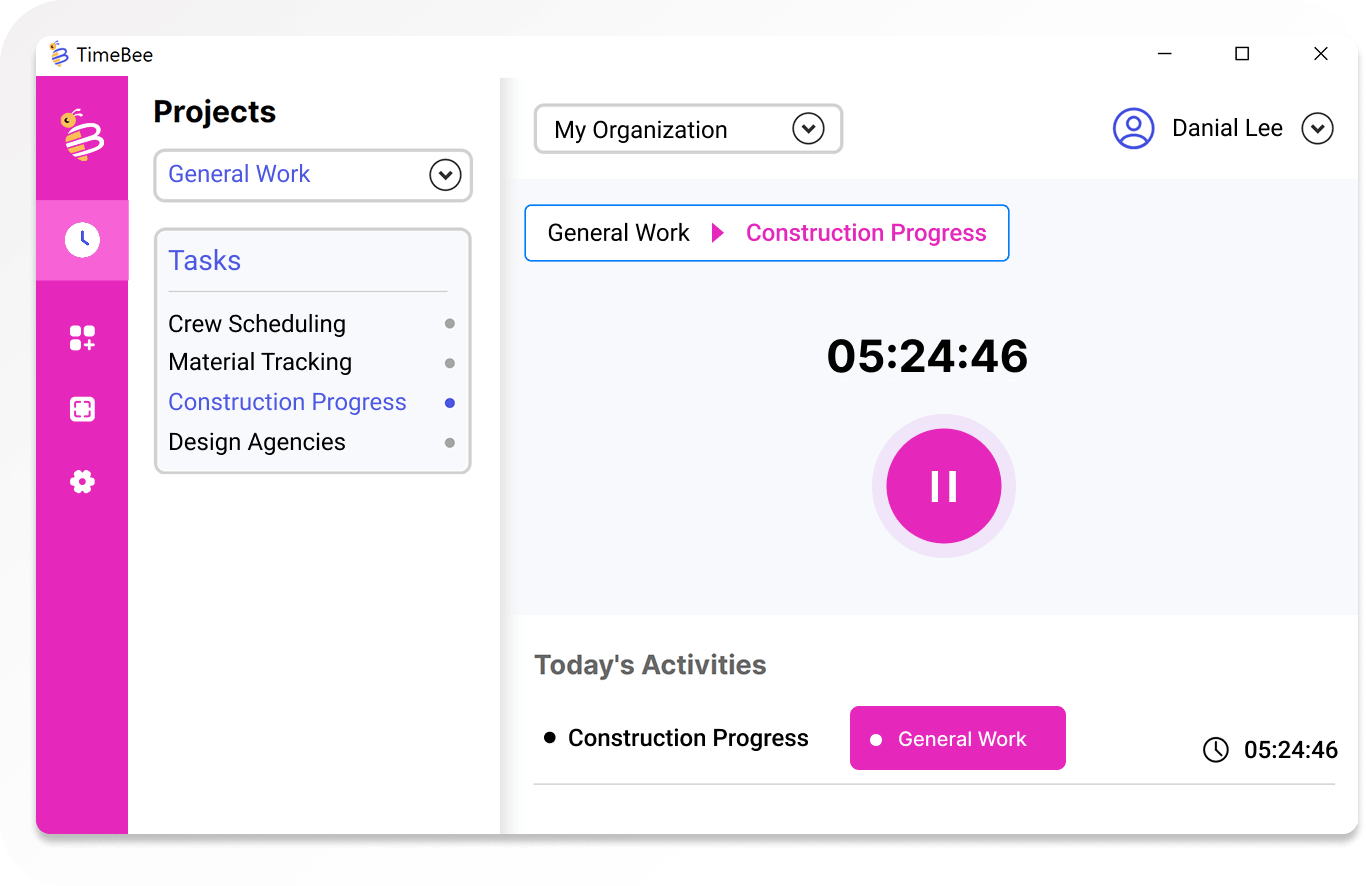 TimeBee
Projects
General Work
Tasks
Crew Scheduling
Material Tracking
Construction Progress
Design Agencies
My Organization
Danial Lee
General Work Construction Progress
05:24:46
Today's Activities
Construction Progress General Work 05:24:46